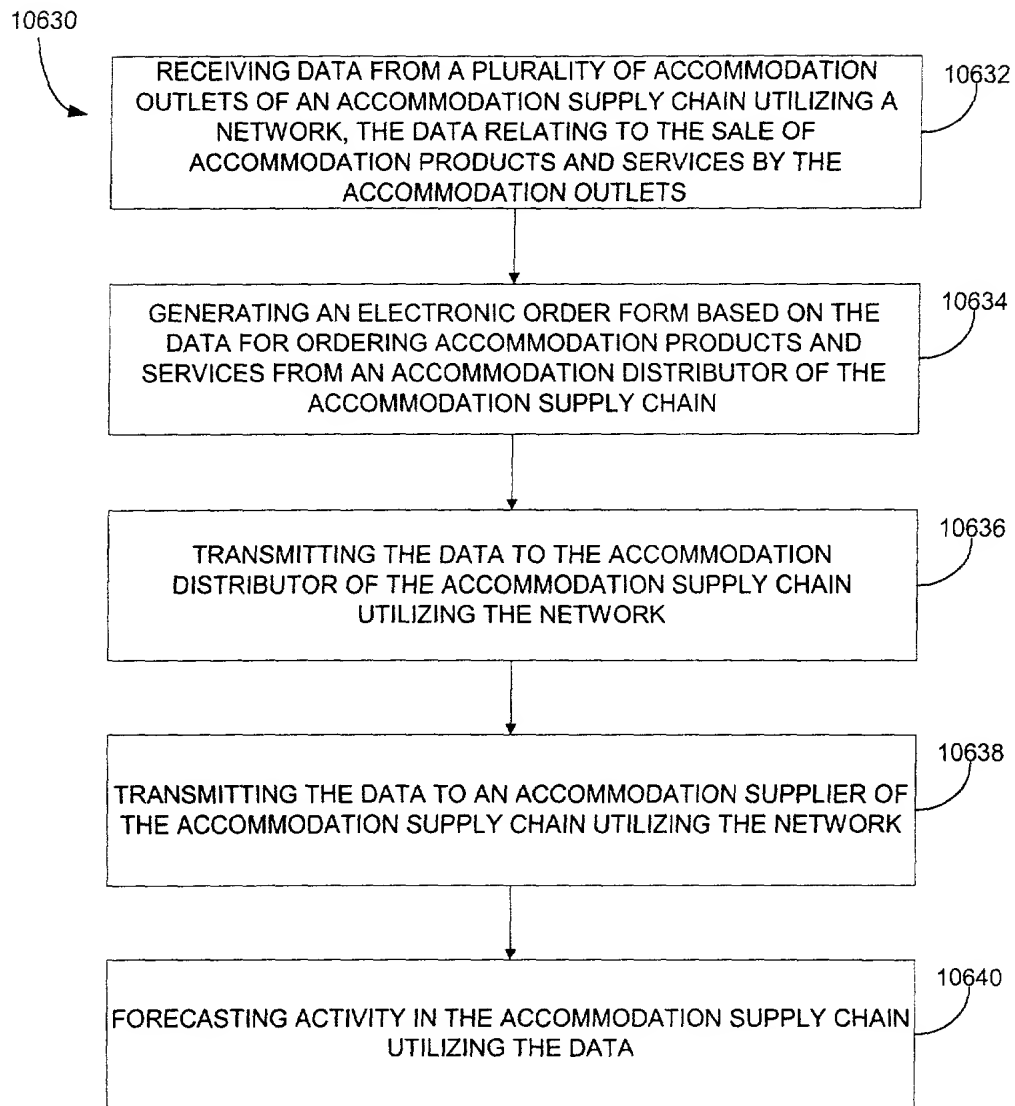 10630
RECEIVING DATA FROM A PLURALITY OF ACCOMMODATION
OUTLETS OF AN ACCOMMODATION SUPPLY CHAIN UTILIZING A
NETWORK, THE DATA RELATING TO THE SALE OF
ACCOMMODATION PRODUCTS AND SERVICES BY THE
ACCOMMODATION OUTLETS
10632
GENERATING AN ELECTRONIC ORDER FORM BASED ON THE
DATA FOR ORDERING ACCOMMODATION PRODUCTS AND
SERVICES FROM AN ACCOMMODATION DISTRIBUTOR OF THE
ACCOMMODATION SUPPLY CHAIN
10634
TRANSMITTING THE DATA TO THE ACCOMMODATION
DISTRIBUTOR OF THE ACCOMMODATION SUPPLY CHAIN
UTILIZING THE NETWORK
10636
TRANSMITTING THE DATA TO AN ACCOMMODATION SUPPLIER OF
THE ACCOMMODATION SUPPLY CHAIN UTILIZING THE NETWORK
10638
FORECASTING ACTIVITY IN THE ACCOMMODATION SUPPLY CHAIN
UTILIZING THE DATA
10640